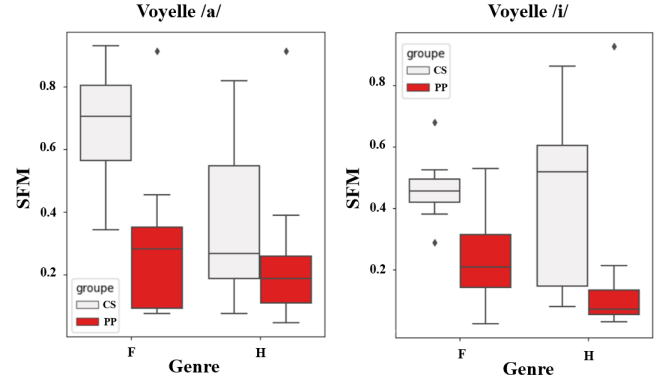 Voyelle /a/
SFM
0.8
0.6
0.4
0.2
groupe
CS
PP
F
H
Genre
Voyelle /i/
SFM
0.8
0.6
0.4
0.2
groupe
CS
PP
F
H
Genre